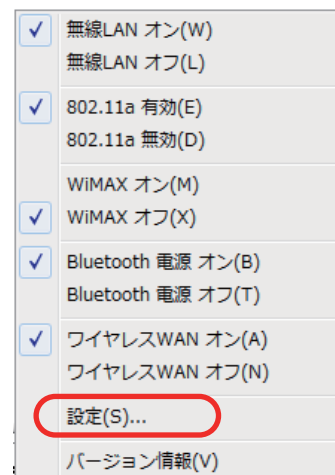 無線LAN オン(W)
無線LAN オフ(L)
802.11a 有効(E)
802.11a 無効(D)
WiMAX オン(M)
WiMAX オフ(X)
Bluetooth 電源 オン(B)
Bluetooth 電源 オフ(T)
ワイヤレスWAN オン(A)
ワイヤレスWAN オフ(N)
設定(S)...
バージョン情報(V)